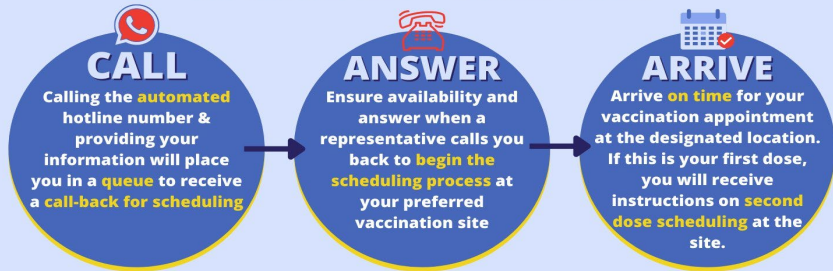 CALL
Calling the automated
hotline number &
providing your
information will place
you in a queue to receive
a call-back for scheduling
ANSWER
Ensure availability and
answer when a
representative calls you
back to begin the
scheduling process at
your preferred
vaccination site
ARRIVE
Arrive on time for your
vaccination appointment
at the designated location.
If this is your first dose,
you will receive
instructions on second
dose scheduling at the
site.